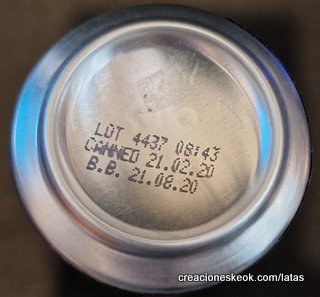 LOT 4437 08:43
CANNED 21.02.20
B.B. 21.08.20
creacioneskeok.com/latas